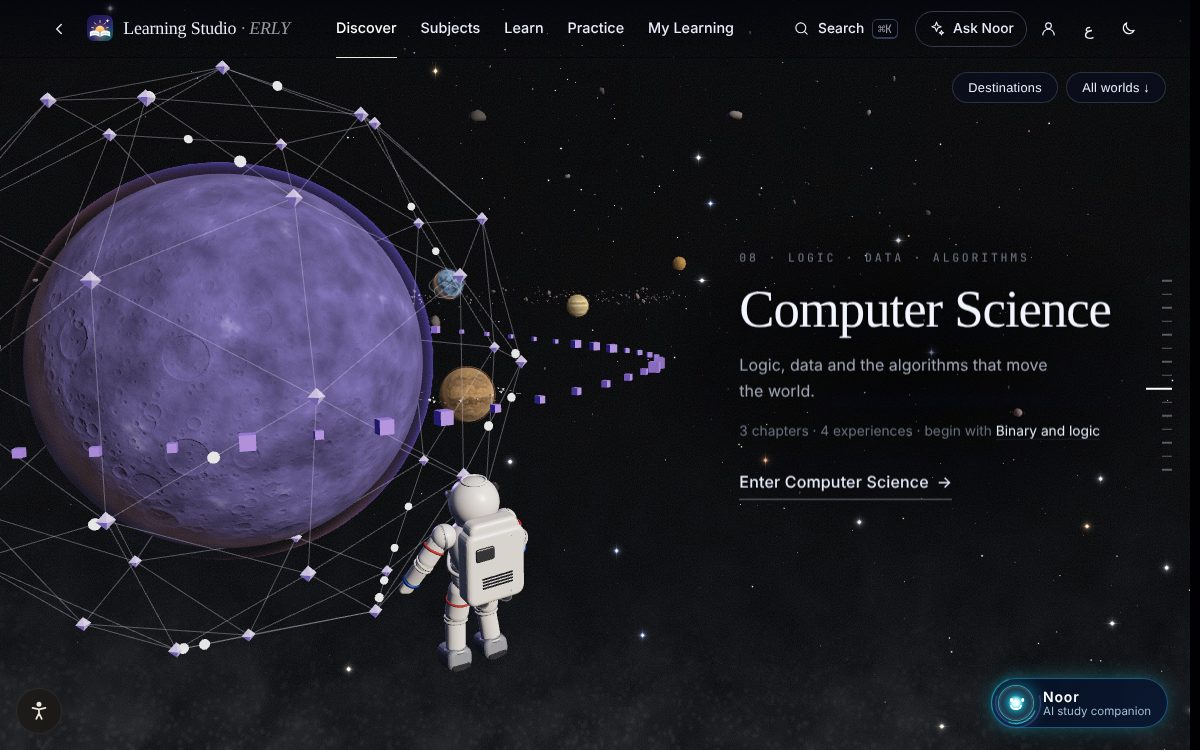 Learning Studio · ERLY
Discover
Subjects
Learn
Practice
My Learning
Search ⌘K
Ask Noor
ع
Destinations
All worlds ↓
08 · LOGIC · DATA · ALGORITHMS
Computer Science
Logic, data and the algorithms that move
the world.
3 chapters · 4 experiences · begin with Binary and logic
Enter Computer Science →
Noor
AI study companion